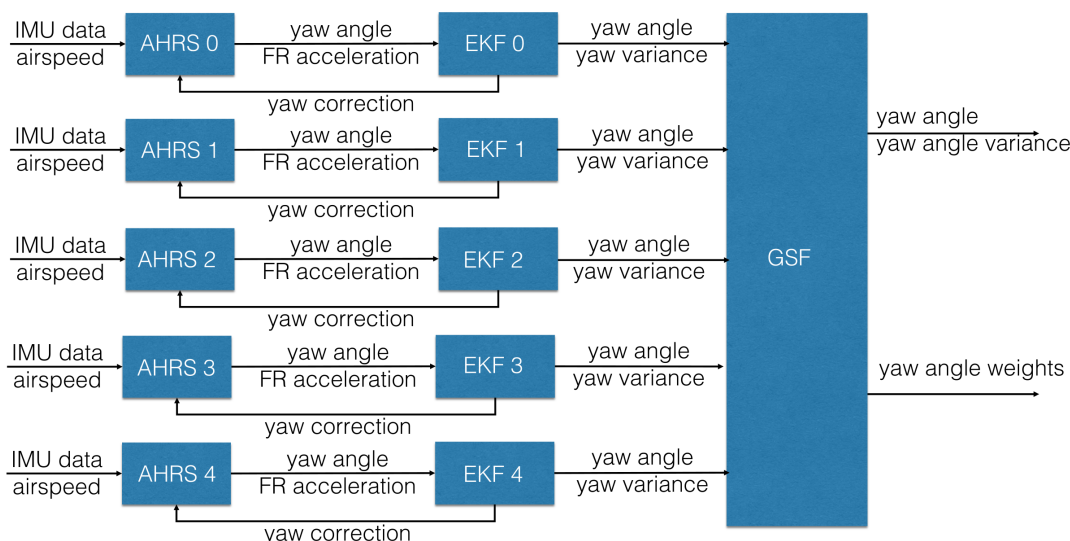 IMU data
airspeed
AHRS 0
yaw angle
FR acceleration
EKF 0
yaw angle
yaw variance
yaw correction
IMU data
airspeed
AHRS 1
yaw angle
FR acceleration
EKF 1
yaw angle
yaw variance
yaw correction
IMU data
airspeed
AHRS 2
yaw angle
FR acceleration
EKF 2
yaw angle
yaw variance
yaw correction
IMU data
airspeed
AHRS 3
yaw angle
FR acceleration
EKF 3
yaw angle
yaw variance
yaw correction
IMU data
airspeed
AHRS 4
yaw angle
FR acceleration
EKF 4
yaw angle
yaw variance
yaw correction
GSF
yaw angle
yaw angle variance
yaw angle weights